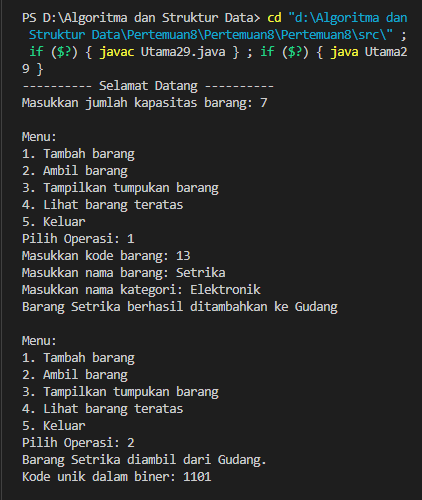 PS D:\Algoritma dan Struktur Data> cd "d:\Algoritma dan
Struktur Data\Pertemuan8\Pertemuan8\Pertemuan8\src\" ;
if ($?) { javac Utama29.java } ; if ($?) { java Utama2
9 }
---------- Selamat Datang ----------
Masukkan jumlah kapasitas barang: 7

Menu:
1. Tambah barang
2. Ambil barang
3. Tampilkan tumpukan barang
4. Lihat barang teratas
5. Keluar
Pilih Operasi: 1
Masukkan kode barang: 13
Masukkan nama barang: Setrika
Masukkan nama kategori: Elektronik
Barang Setrika berhasil ditambahkan ke Gudang

Menu:
1. Tambah barang
2. Ambil barang
3. Tampilkan tumpukan barang
4. Lihat barang teratas
5. Keluar
Pilih Operasi: 2
Barang Setrika diambil dari Gudang.
Kode unik dalam biner: 1101